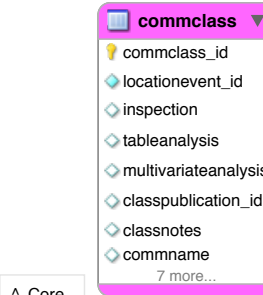 commclass
commclass_id
locationevent_id
inspection
tableanalysis
multivariateanalysis
classpublication_id
classnotes
commname
7 more...
A Core